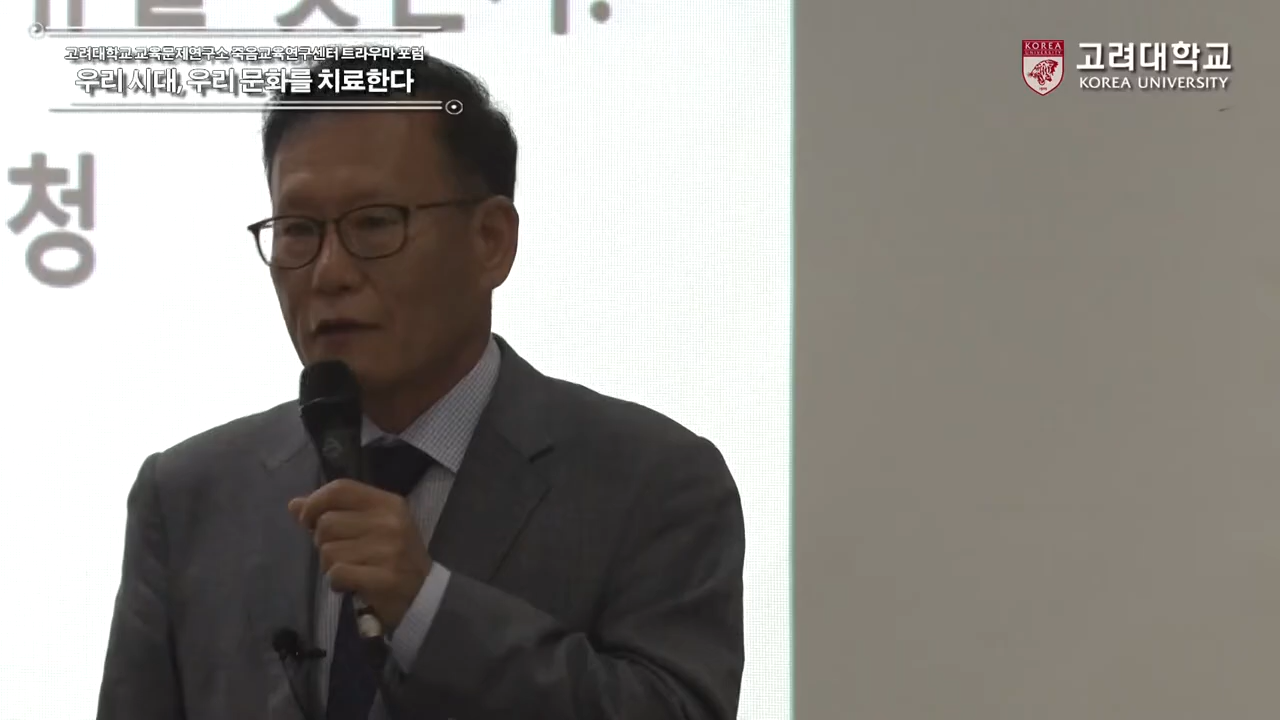 고려대학교 교육문제연구소 죽음교육연구센터 트라우마 포럼
우리 시대, 우리 문화를 치료한다
KOREA
UNIVERSITY
고려대학교
KOREA UNIVERSITY
청